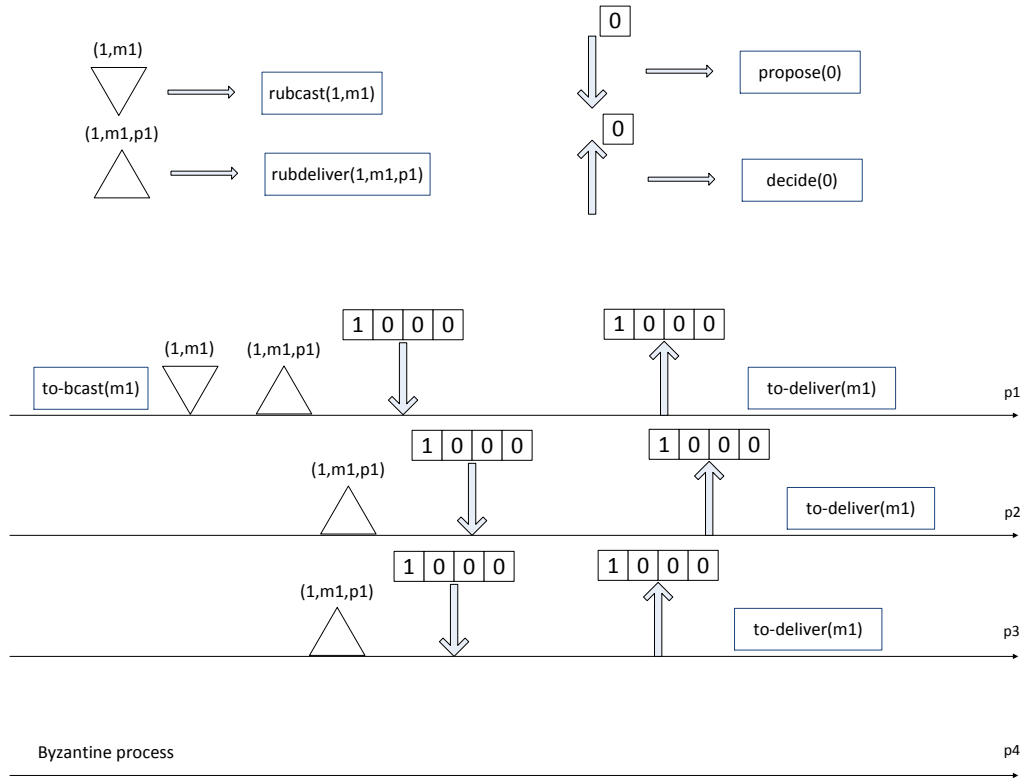 (1,m1)
rubcast(1,m1)
(1,m1,p1)
rubdeliver(1,m1,p1)
0
propose(0)
0
decide(0)
1 0 0 0
1 0 0 0
(1,m1)
(1,m1,p1)
to-bcast(m1)
to-deliver(m1)
p1
1 0 0 0
1 0 0 0
(1,m1,p1)
to-deliver(m1)
p2
1 0 0 0
1 0 0 0
(1,m1,p1)
to-deliver(m1)
p3
Byzantine process
p4